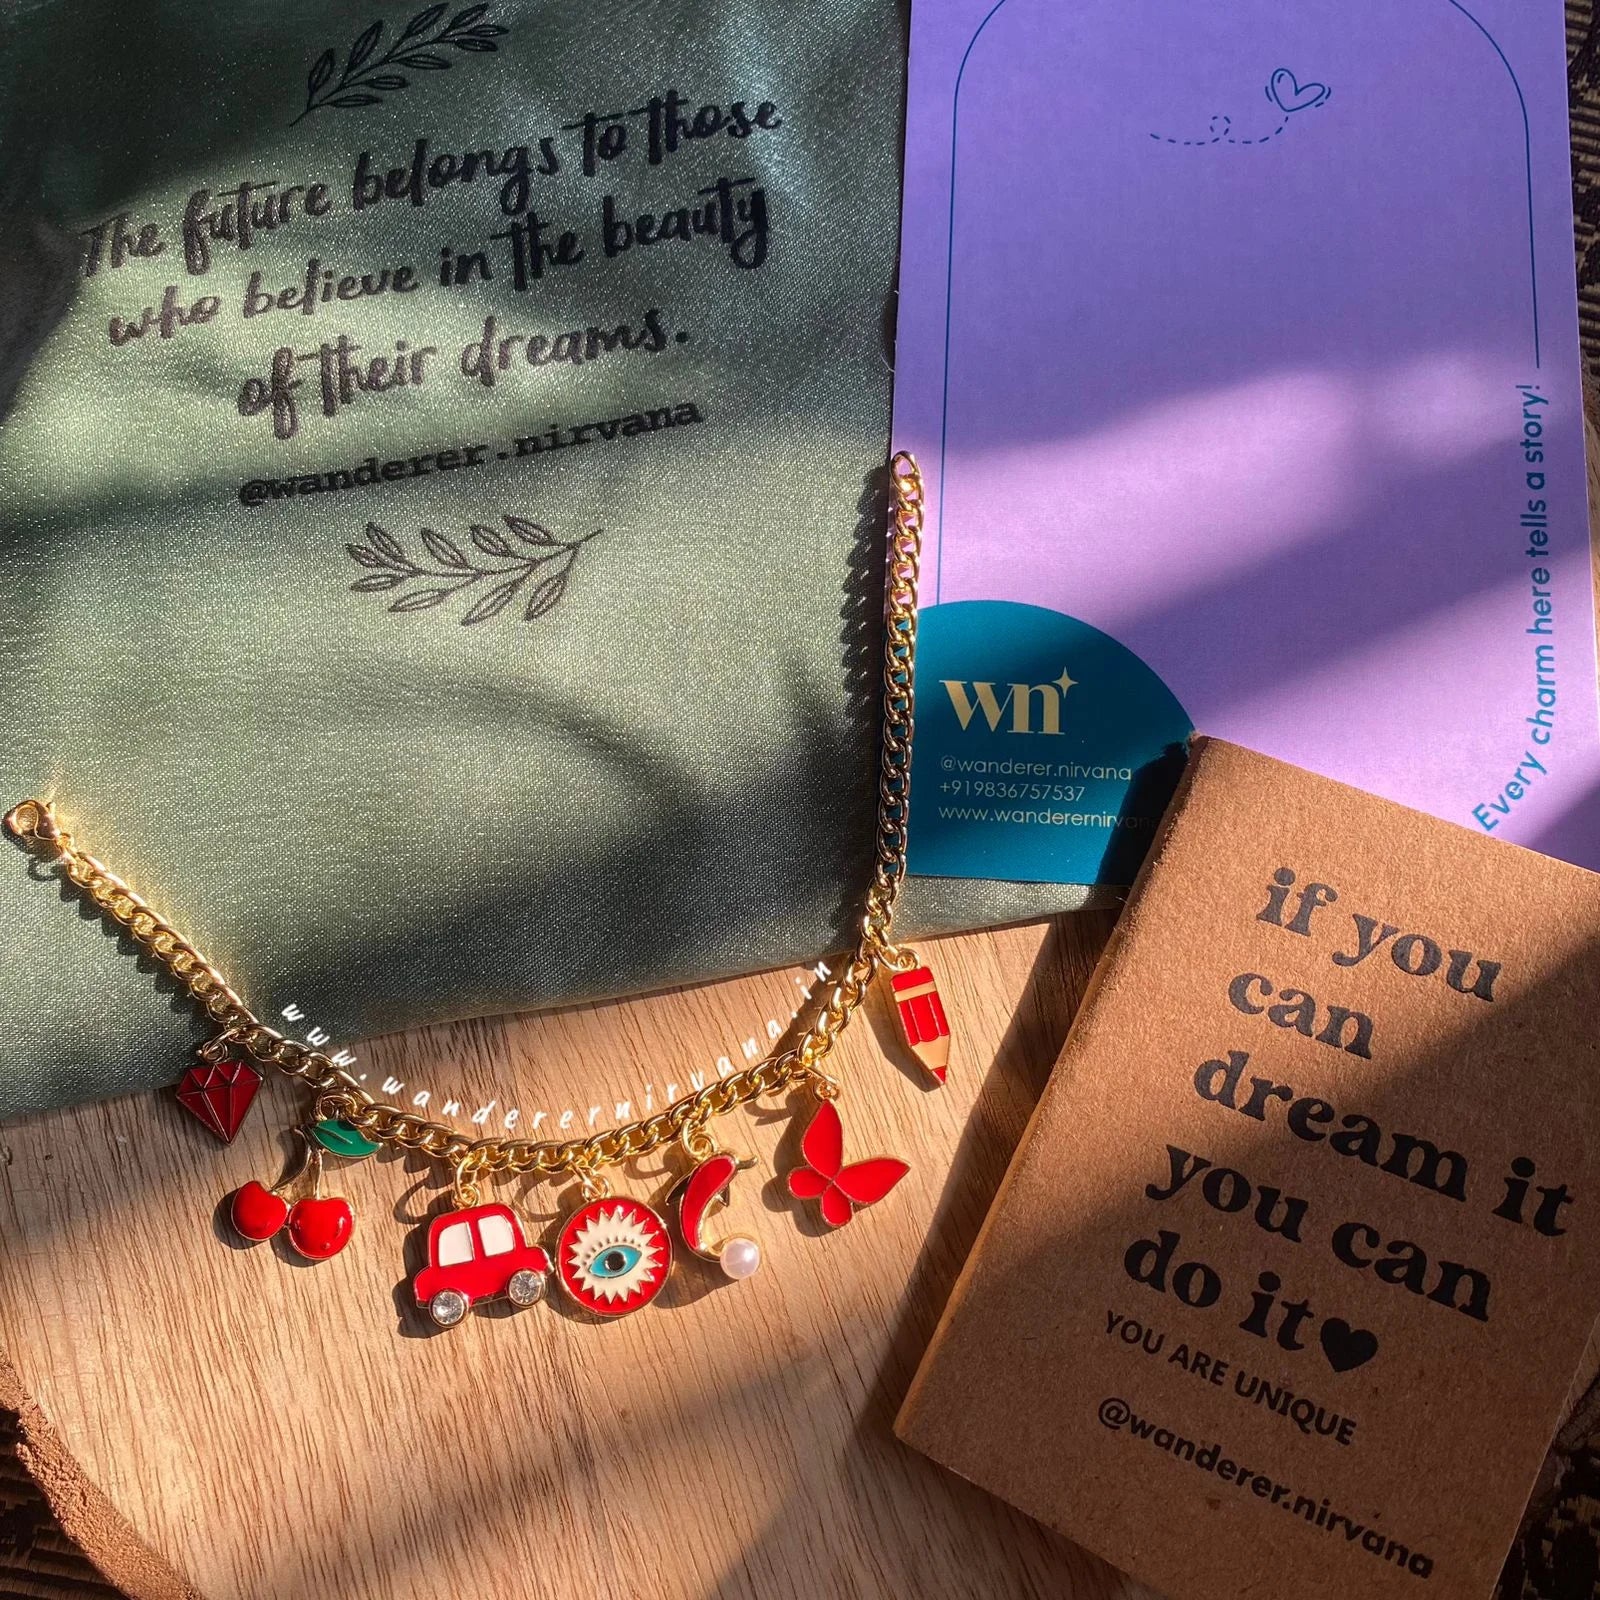 The future belongs to those
who believe in the beauty
of their dreams.
@wanderer.nirvana
Every charm here tells a story!
wn
@wanderer.nirvana
+919836757537
www.wanderernirvan
www.wanderernirvana.in
if you
can
dream it
you can
do it♥
YOU ARE UNIQUE
@wanderer.nirvana